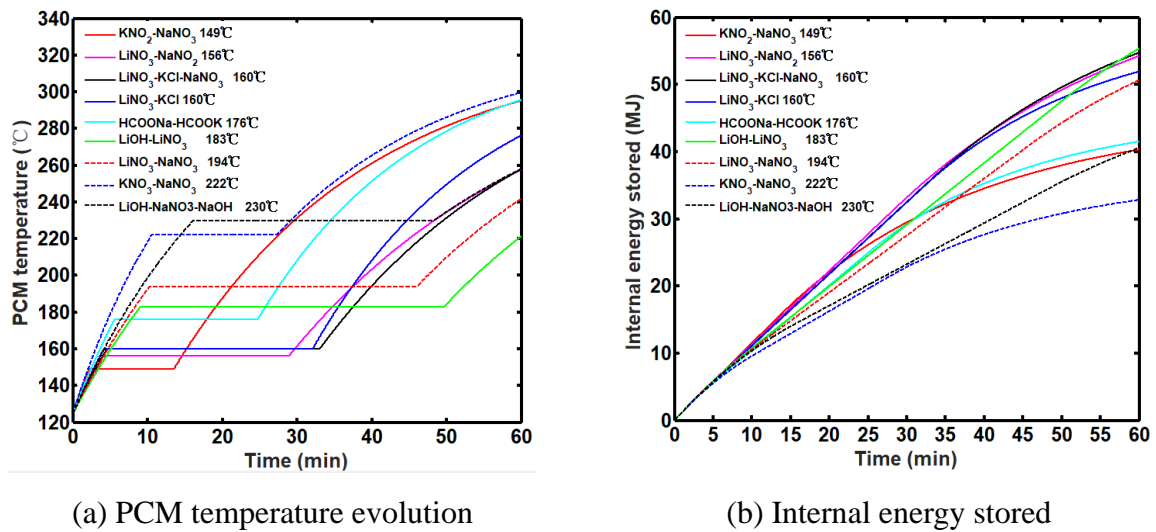 340
320
300
280
260
240
220
200
180
160
140
120
PCM temperature (℃)
KNO₂-NaNO₃ 149℃
LiNO₃-NaNO₂ 156℃
LiNO₃-KCl-NaNO₃ 160℃
LiNO₃-KCl 160℃
HCOONa-HCOOK 176℃
LiOH-LiNO₃ 183℃
LiNO₃-NaNO₃ 194℃
KNO₃-NaNO₃ 222℃
LiOH-NaNO3-NaOH 230℃
0 10 20 30 40 50 60
Time (min)
(a) PCM temperature evolution
60
50
40
30
20
10
0
Internal energy stored (MJ)
KNO₂-NaNO₃ 149℃
LiNO₃-NaNO₂ 156℃
LiNO₃-KCl-NaNO₃ 160℃
LiNO₃-KCl 160℃
HCOONa-HCOOK 176℃
LiOH-LiNO₃ 183℃
LiNO₃-NaNO₃ 194℃
KNO₃-NaNO₃ 222℃
LiOH-NaNO3-NaOH 230℃
0 5 10 15 20 25 30 35 40 45 50 55 60
Time (min)
(b) Internal energy stored